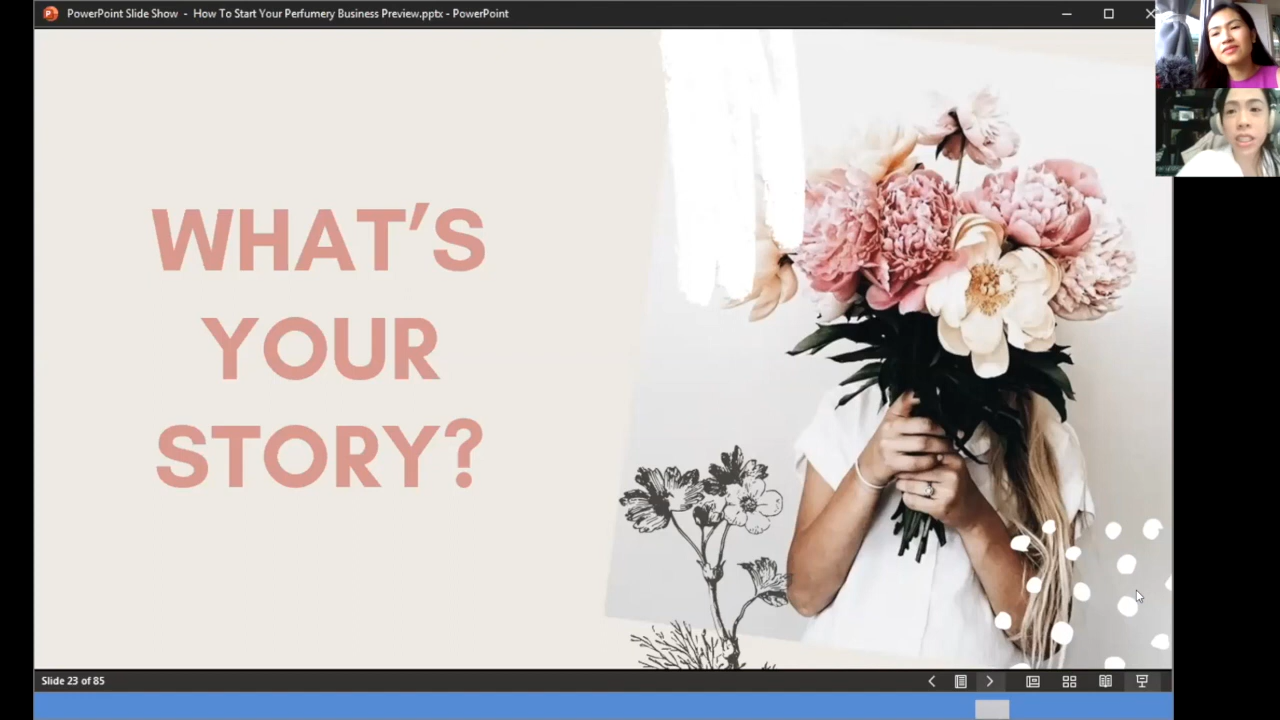 PowerPoint Slide Show - How To Start Your Perfumery Business Preview.pptx - PowerPoint
WHAT'S
YOUR
STORY?
Slide 23 of 85